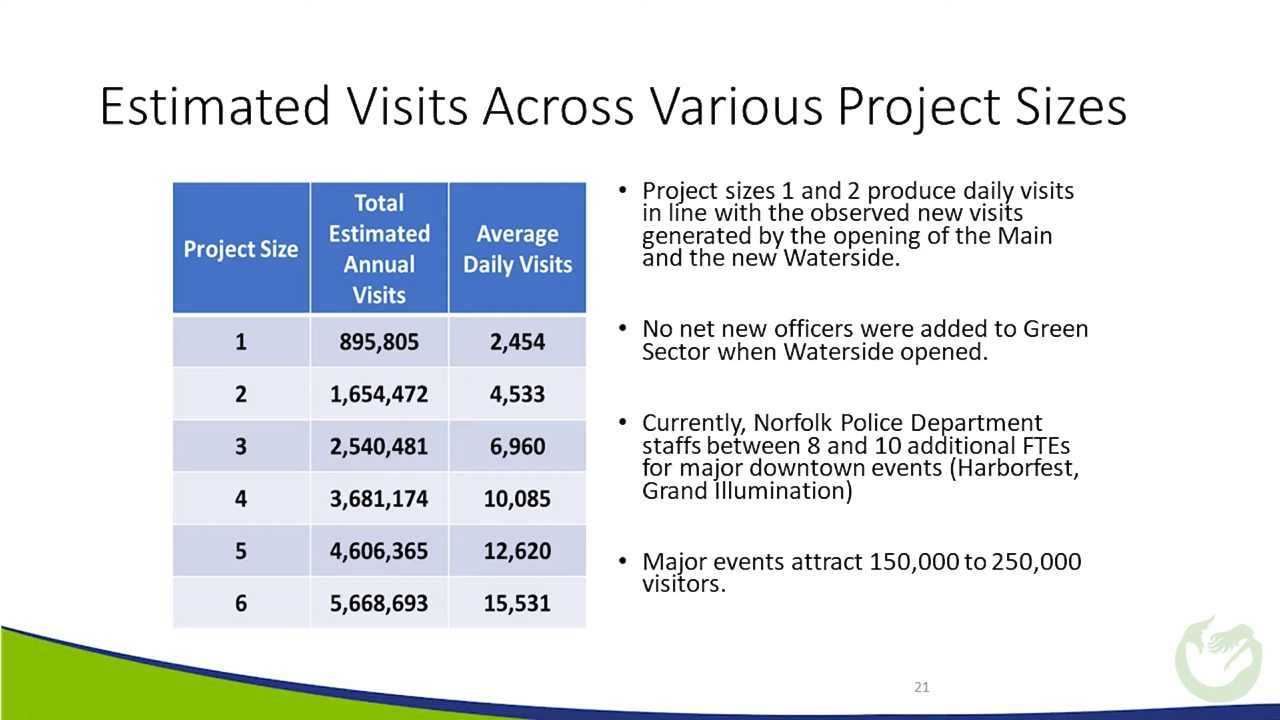 Estimated Visits Across Various Project Sizes
Project Size
Total
Estimated
Annual
Visits
Average
Daily Visits
1 895,805 2,454
2 1,654,472 4,533
3 2,540,481 6,960
4 3,681,174 10,085
5 4,606,365 12,620
6 5,668,693 15,531
• Project sizes 1 and 2 produce daily visits
in line with the observed new visits
generated by the opening of the Main
and the new Waterside.
• No net new officers were added to Green
Sector when Waterside opened.
• Currently, Norfolk Police Department
staffs between 8 and 10 additional FTEs
for major downtown events (Harborfest,
Grand Illumination)
• Major events attract 150,000 to 250,000
visitors.
21